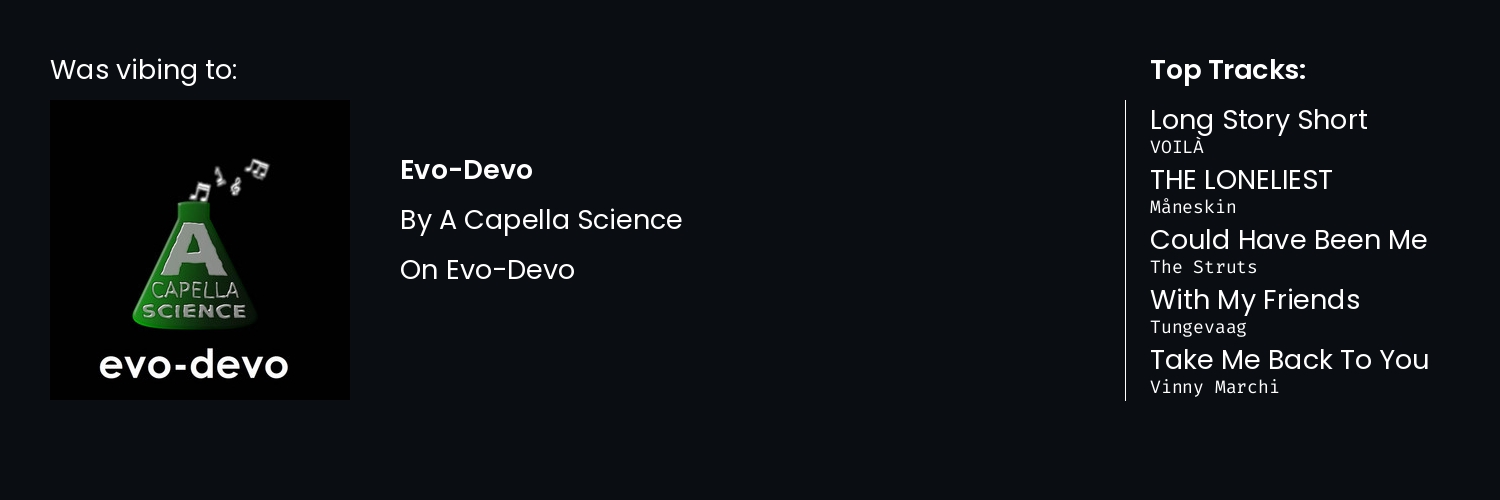 Was vibing to:
A
CAPELLA
SCIENCE
evo-devo
Evo-Devo
By A Capella Science
On Evo-Devo
Top Tracks:
Long Story Short
VOILÀ
THE LONELIEST
Måneskin
Could Have Been Me
The Struts
With My Friends
Tungevaag
Take Me Back To You
Vinny Marchi